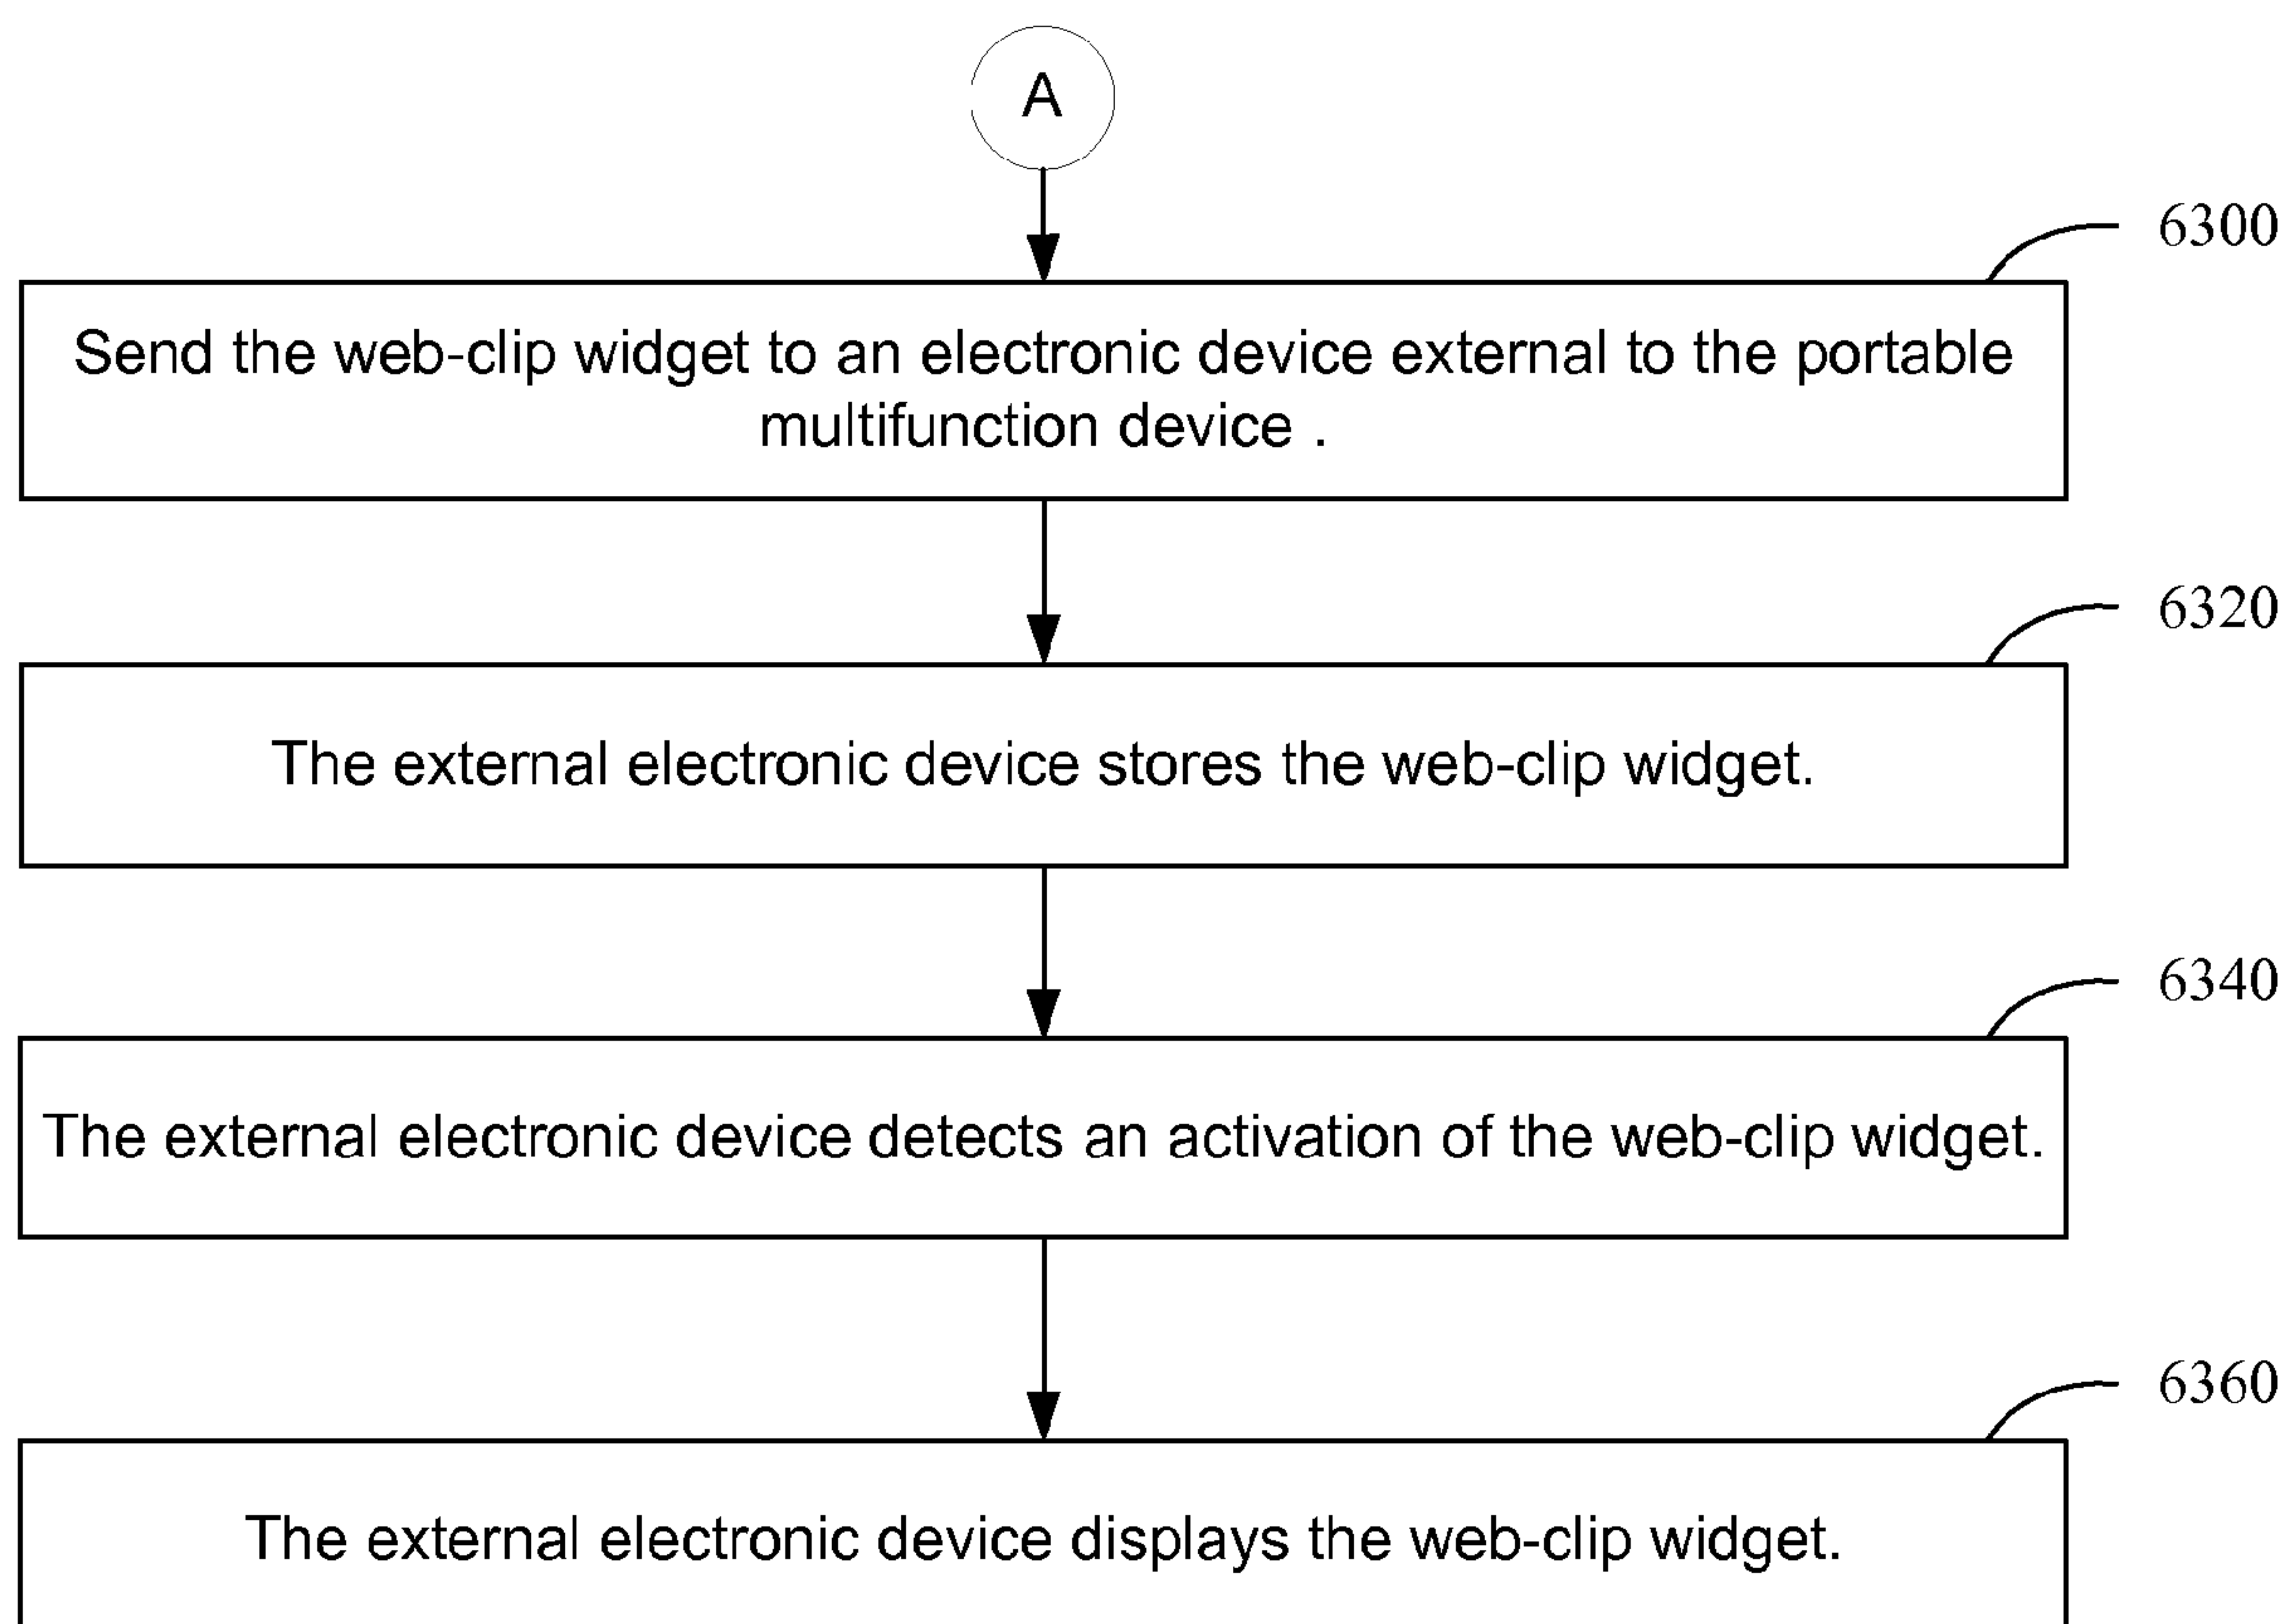 A
6300
Send the web-clip widget to an electronic device external to the portable
multifunction device .
6320
The external electronic device stores the web-clip widget.
6340
The external electronic device detects an activation of the web-clip widget.
6360
The external electronic device displays the web-clip widget.